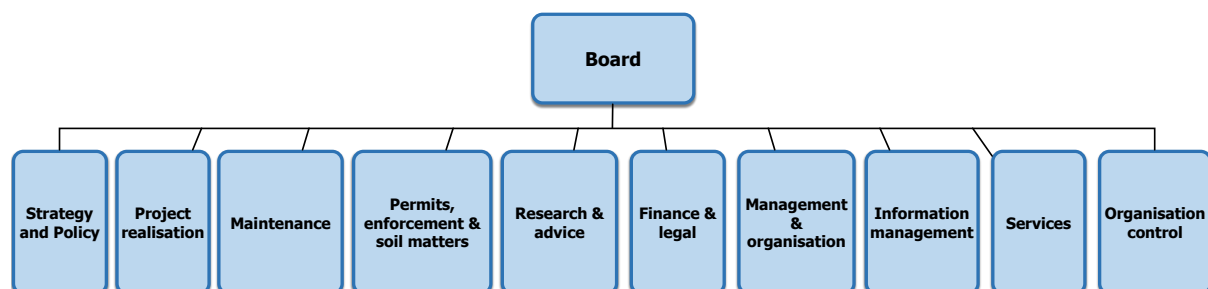 Board
Strategy
and Policy
Project
realisation
Maintenance
Permits,
enforcement &
soil matters
Research &
advice
Finance &
legal
Management
&
organisation
Information
management
Services
Organisation
control